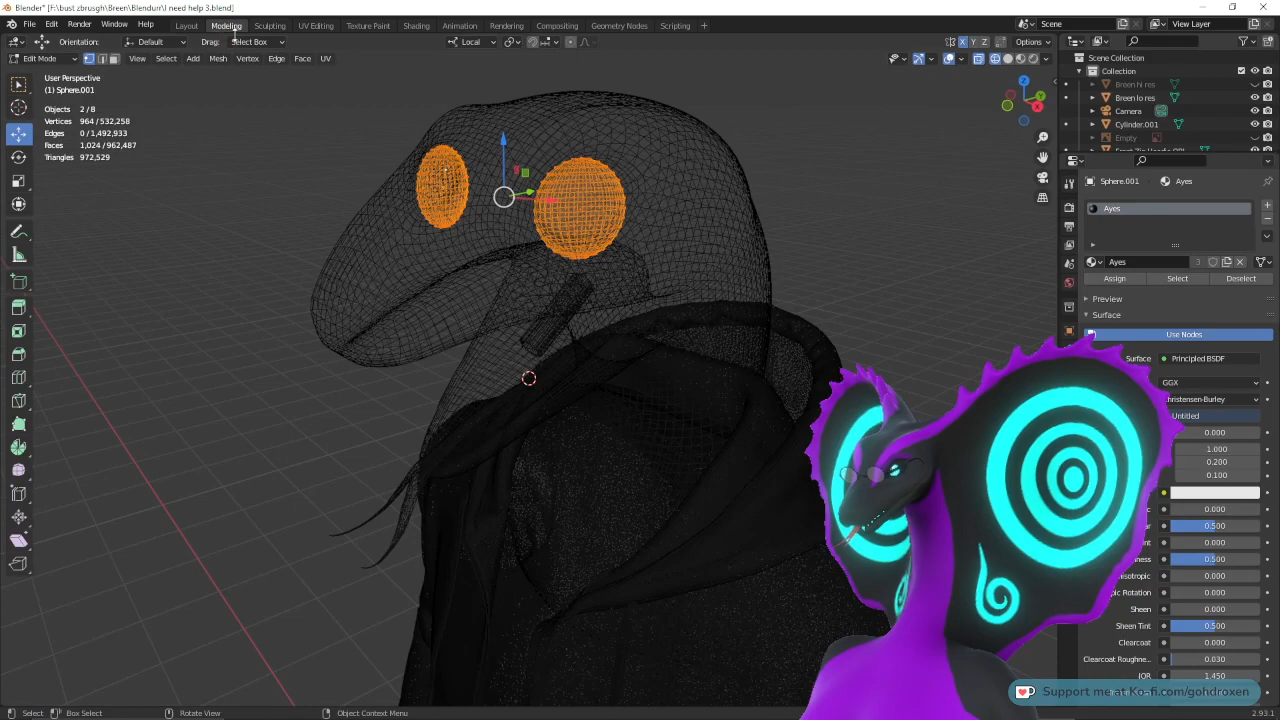 Blender* [F:\bust zbrusgh\Breen\Blendurr\I need help 3.blend]
File Edit Render Window Help
Layout Modeling Sculpting UV Editing Texture Paint Shading Animation Rendering Compositing Geometry Nodes Scripting +
Scene View Layer
Orientation: Default Drag: Select Box Local X Y Z Options
Edit Mode View Select Add Mesh Vertex Edge Face UV
User Perspective
(1) Sphere.001
Objects 2/8
Vertices 964 / 532,258
Edges 0 / 1,492,933
Faces 1,024 / 962,487
Triangles 972,529
Z
Y
X
Scene Collection
Collection
Breen hi res
Breen lo res
Camera
Cylinder.001
Empty
Sphere.001 Ayes
Ayes
Ayes 3
Assign Select Deselect
Preview
Surface
Use Nodes
Surface Principled BSDF
GGX
hristensen-Burley
Untitled
0.000
1.000
0.200
0.100
0.000
0.500
0.000
0.500
0.000
0.000
Sheen 0.000
Sheen Tint 0.500
Clearcoat 0.000
Clearcoat Roughne... 0.030
IOR 1.450
Support me at Ko-fi.com/gohdroxen
Select Box Select Rotate View Object Context Menu 2.93.1